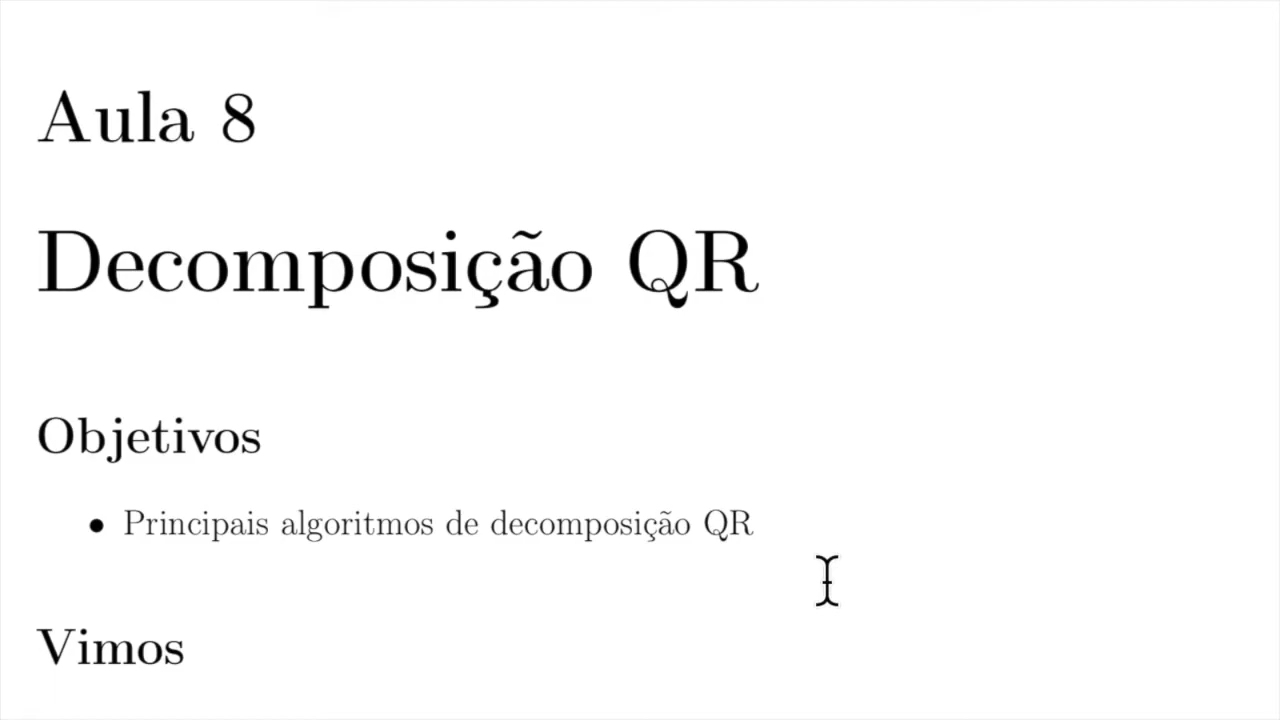 Aula 8
Decomposição QR
Objetivos
• Principais algoritmos de decomposição QR
Vimos